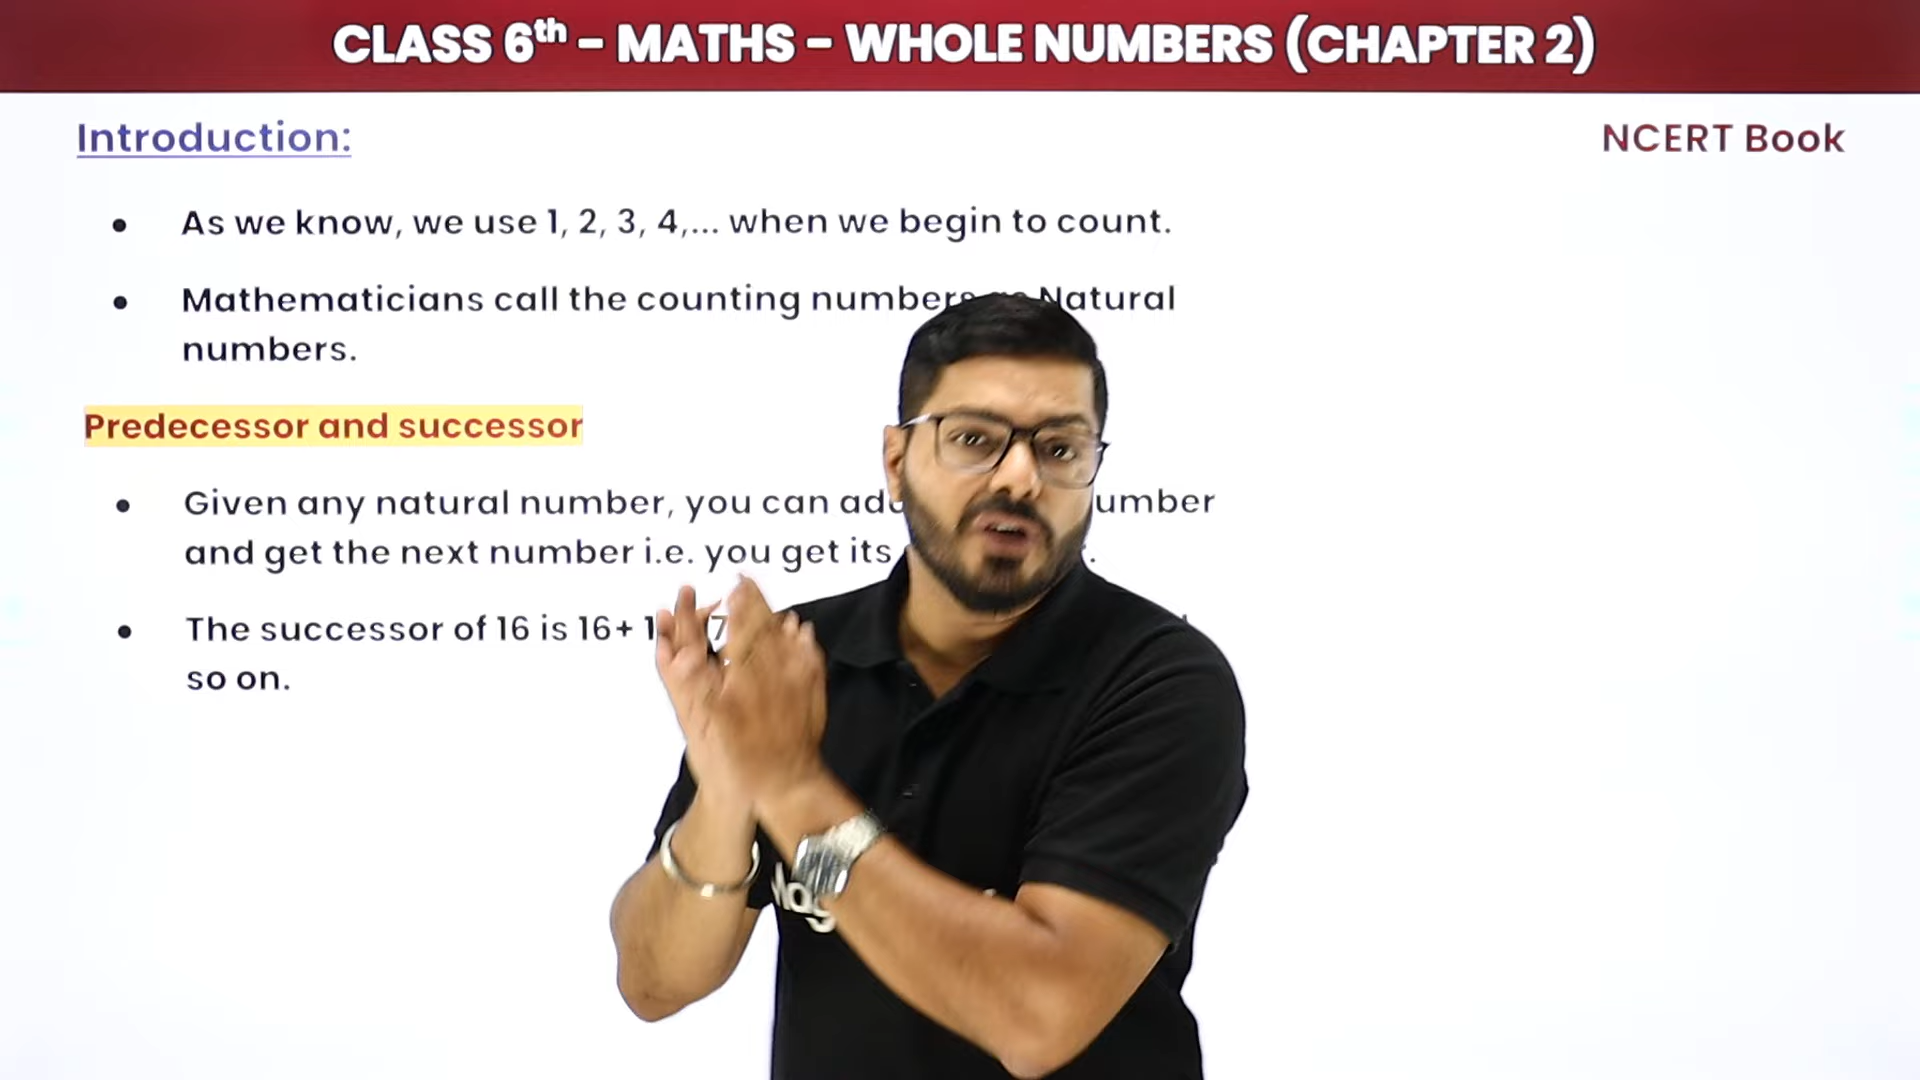 CLASS 6th - MATHS - WHOLE NUMBERS (CHAPTER 2)
Introduction:
NCERT Book
• As we know, we use 1, 2, 3, 4,... when we begin to count.
• Mathematicians call the counting numbers Natural
numbers.
Predecessor and successor
• Given any natural number, you can add
and get the next number i.e. you get its
• The successor of 16 is 16+ 1
so on.